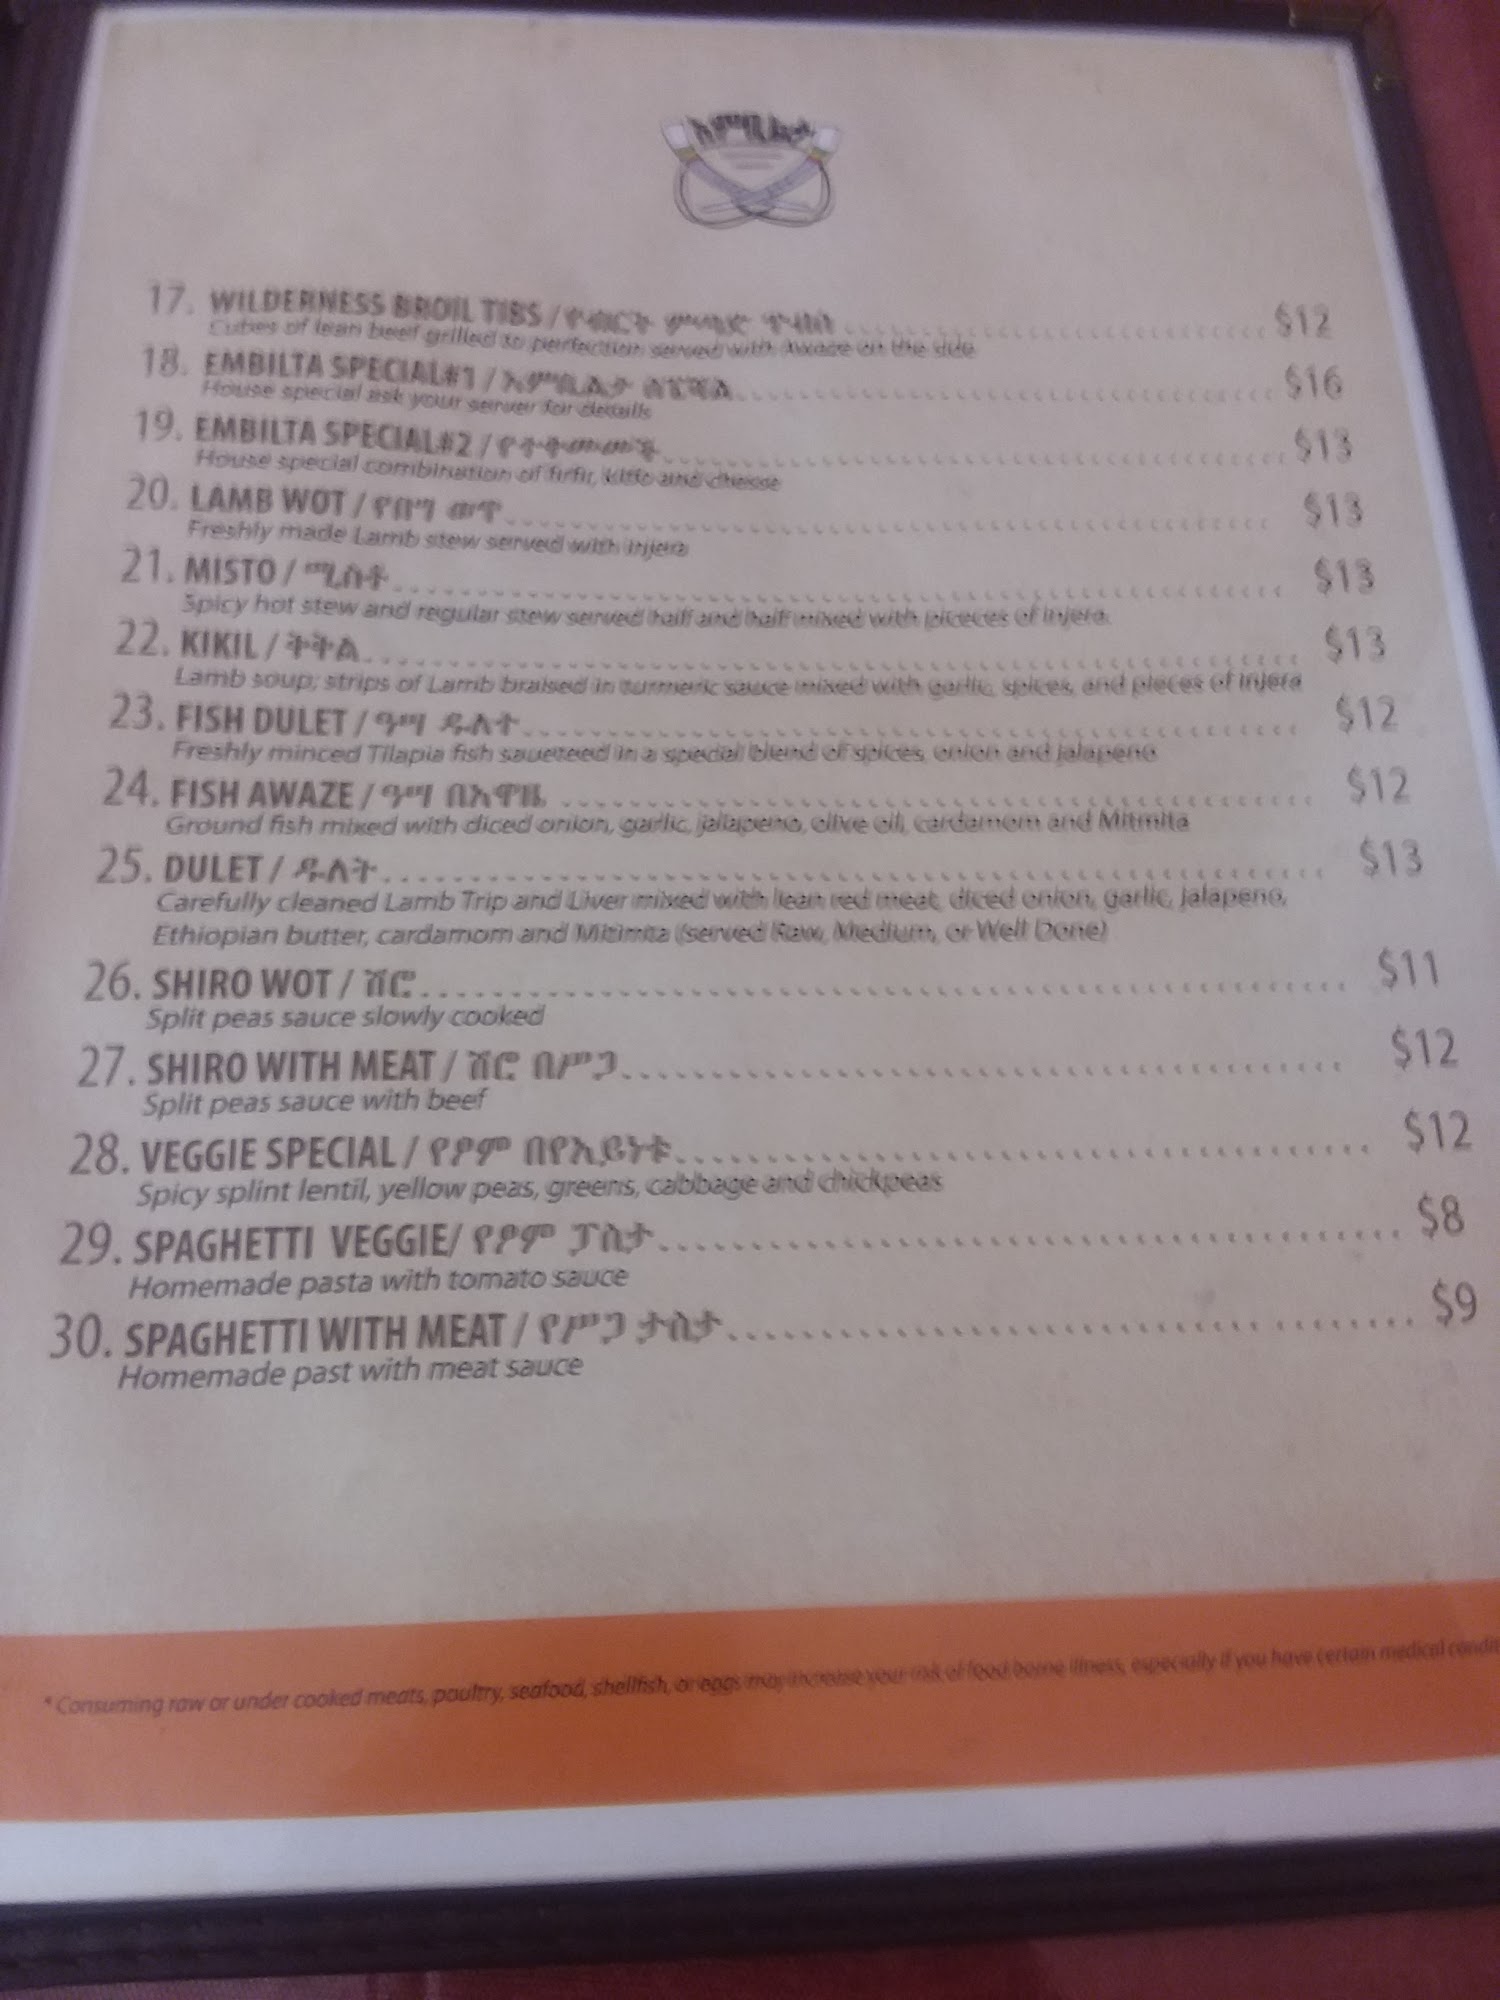 እምቢልታ
17. WILDERNESS BROIL TIBS / የብርት ምጣድ ጥብስ $12
Cubes of lean beef grilled to perfection served with Awaze on the side
18. EMBILTA SPECIAL#1 / እምቢልታ ስፔሻል $16
House special ask your server for details
19. EMBILTA SPECIAL#2 / $13
House special combination of firfir, kitfo and cheese
20. LAMB WOT / የበግ ወጥ $13
Freshly made Lamb stew served with Injera
21. MISTO / ሚስቶ $13
Spicy hot stew and regular stew served half and half mixed with piceces of Injera.
22. KIKIL / ቅቅል $13
Lamb soup; strips of Lamb braised in turmeric sauce mixed with garlic, spices, and pieces of Injera
23. FISH DULET / ዓሣ ዱለት $12
Freshly minced Tilapia fish saueteed in a special blend of spices, onion and jalapeno
24. FISH AWAZE / ዓሣ በአዋዜ $12
Ground fish mixed with diced onion, garlic, jalapeno, olive oil, cardamom and Mitmita
25. DULET / ዱለት $13
Carefully cleaned Lamb Trip and Liver mixed with lean red meat, diced onion, garlic, jalapeno,
Ethiopian butter, cardamom and Mitimita (served Raw, Medium, or Well Done)
26. SHIRO WOT / ሽሮ $11
Split peas sauce slowly cooked
27. SHIRO WITH MEAT / ሽሮ በሥጋ $12
Split peas sauce with beef
28. VEGGIE SPECIAL / የፆም በየአይነቱ $12
Spicy splint lentil, yellow peas, greens, cabbage and chickpeas
29. SPAGHETTI VEGGIE/ የፆም ፓስታ $8
Homemade pasta with tomato sauce
30. SPAGHETTI WITH MEAT / የሥጋ ታስታ $9
Homemade past with meat sauce
* Consuming raw or under cooked meats, poultry, seafood, shellfish, or eggs may increase your risk of food borne illness, especially if you have certain medical